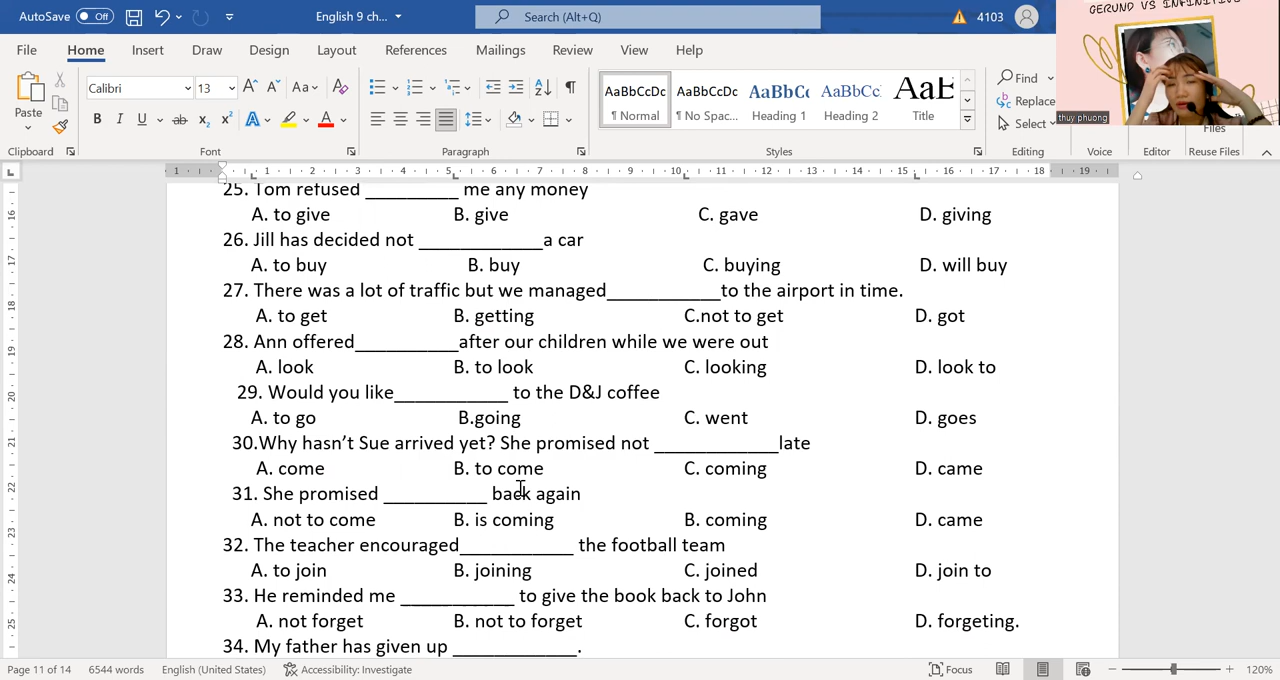 AutoSave Off English 9 ch... Search (Alt+Q) 4103
GERUND VS INFINITIVE
File Home Insert Draw Design Layout References Mailings Review View Help
Paste Clipboard
Calibri 13 Font
Paragraph
AaBbCcDc AaBbCcDc AaBbCc AaBbCc AaB
¶ Normal ¶ No Spac... Heading 1 Heading 2 Title
Styles
Find
Replace
Select
Editing
Voice
Editor
Files
Reuse Files
thuy phuong
25. Tom refused _________ me any money
A. to give B. give C. gave D. giving
26. Jill has decided not ____________a car
A. to buy B. buy C. buying D. will buy
27. There was a lot of traffic but we managed___________to the airport in time.
A. to get B. getting C.not to get D. got
28. Ann offered__________after our children while we were out
A. look B. to look C. looking D. look to
29. Would you like___________ to the D&J coffee
A. to go B.going C. went D. goes
30.Why hasn’t Sue arrived yet? She promised not ____________late
A. come B. to come C. coming D. came
31. She promised __________ back again
A. not to come B. is coming B. coming D. came
32. The teacher encouraged___________ the football team
A. to join B. joining C. joined D. join to
33. He reminded me ___________ to give the book back to John
A. not forget B. not to forget C. forgot D. forgeting.
34. My father has given up ____________.
Page 11 of 14 6544 words English (United States) Accessibility: Investigate Focus 120%